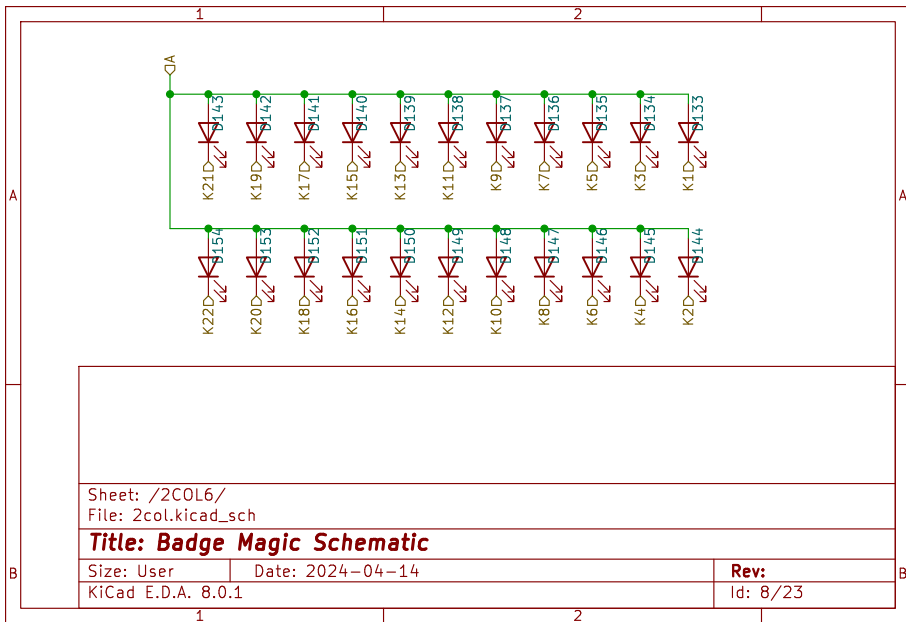 1 2
A
D143 D142 D141 D140 D139 D138 D137 D136 D135 D134 D133
K21 K19 K17 K15 K13 K11 K9 K7 K5 K3 K1
A A
D154 D153 D152 D151 D150 D149 D148 D147 D146 D145 D144
K22 K20 K18 K16 K14 K12 K10 K8 K6 K4 K2
Sheet: /2COL6/
File: 2col.kicad_sch
Title: Badge Magic Schematic
B Size: User Date: 2024-04-14 Rev: B
KiCad E.D.A. 8.0.1 Id: 8/23
1 2